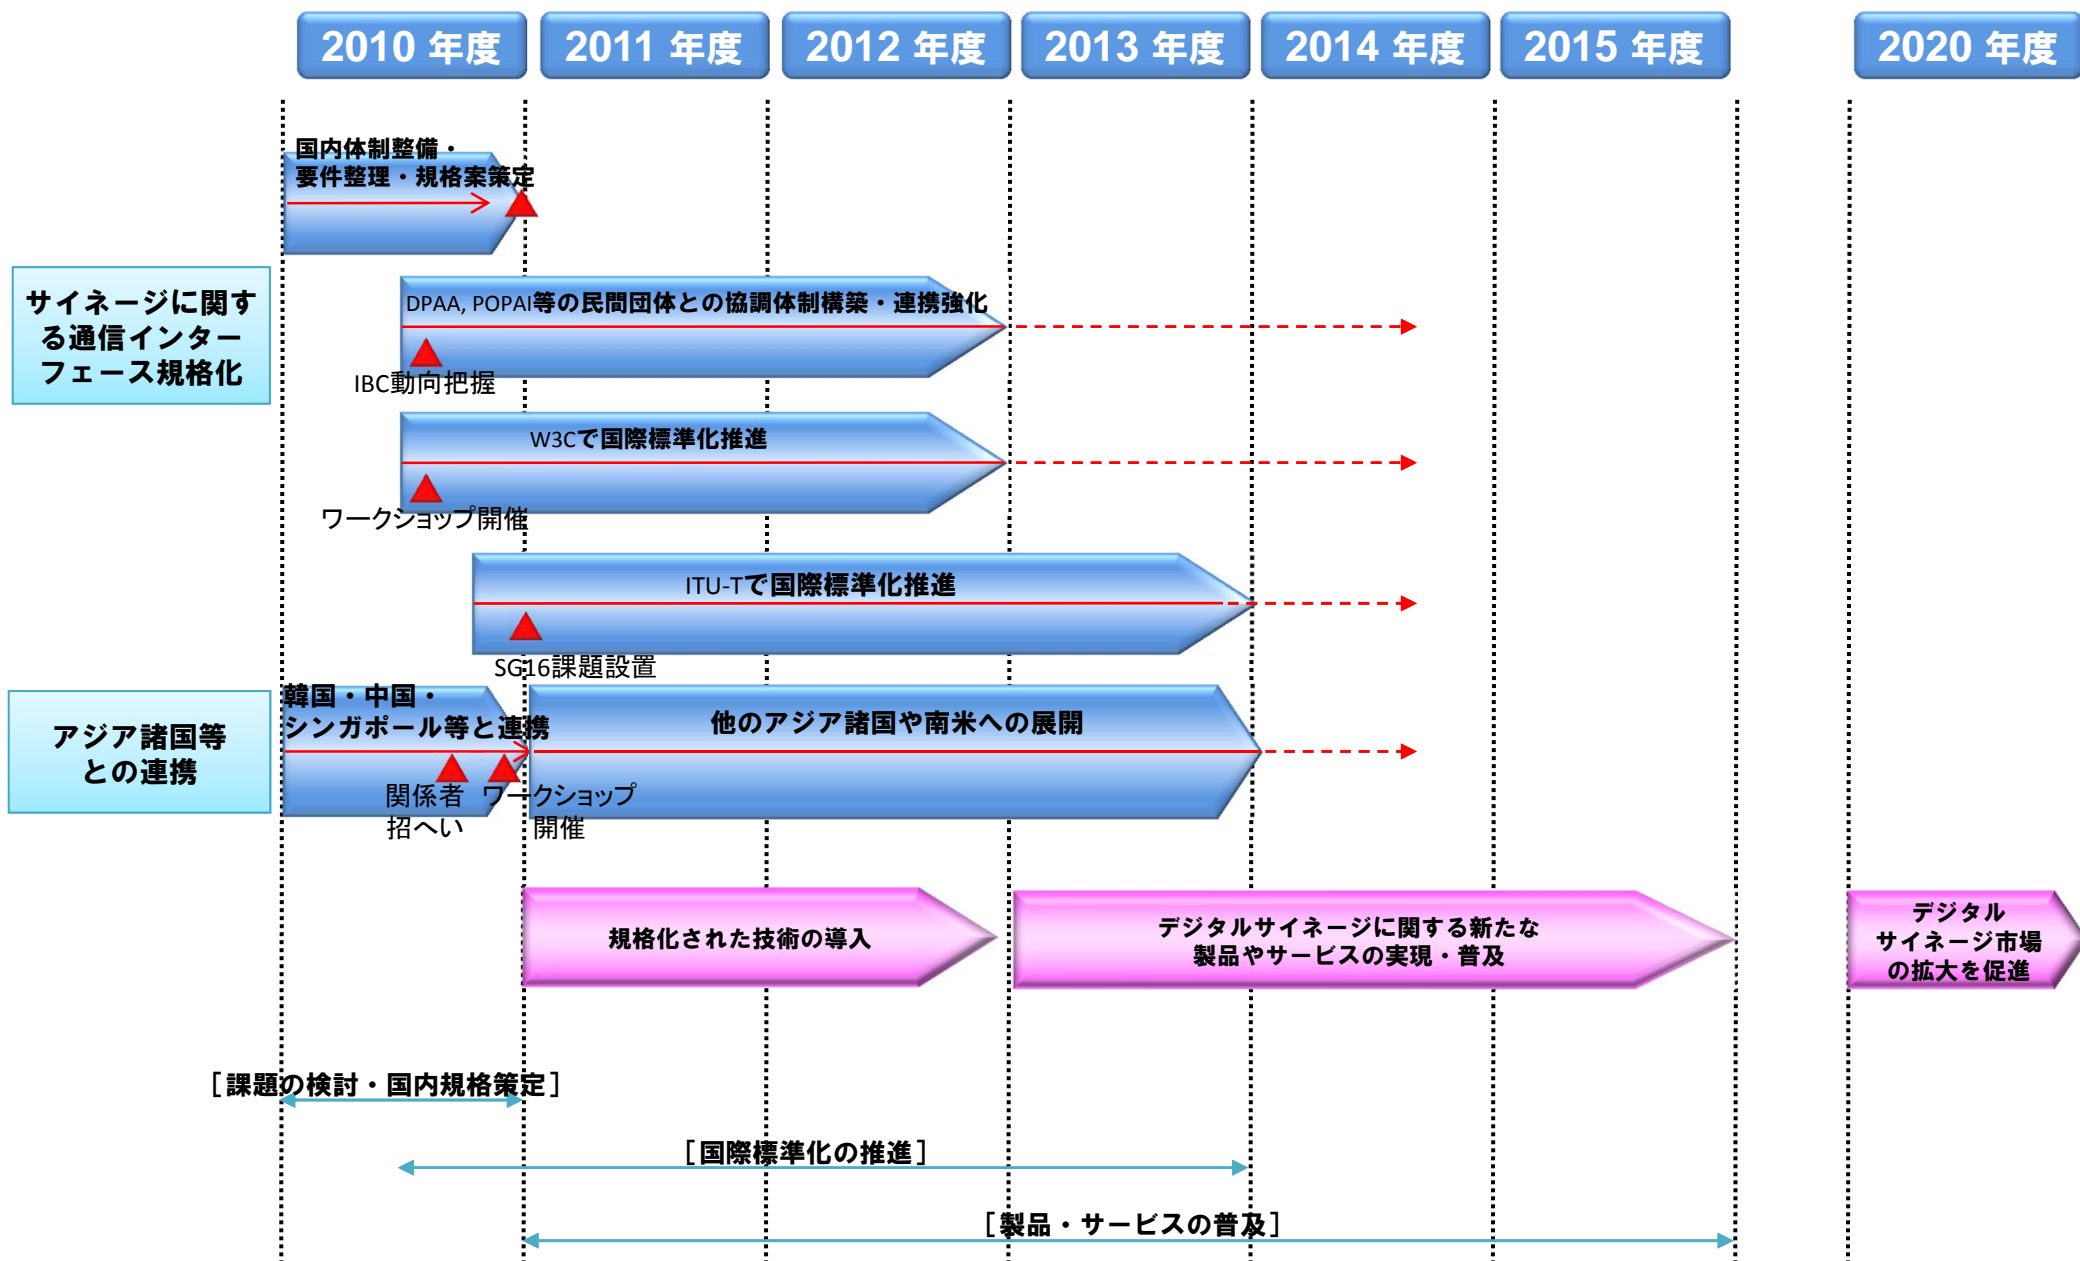 2010 年度
2011 年度
2012 年度
2013 年度
2014 年度
2015 年度
2020 年度
国内体制整備・
要件整理・規格案策定
サイネージに関す
る通信インター
フェース規格化
DPAA, POPAI等の民間団体との協調体制構築・連携強化
IBC動向把握
W3Cで国際標準化推進
ワークショップ開催
ITU-Tで国際標準化推進
SG16課題設置
アジア諸国等
との連携
韓国・中国・
シンガポール等と連携
他のアジア諸国や南米への展開
関係者
招へい
ワークショップ
開催
規格化された技術の導入
デジタルサイネージに関する新たな
製品やサービスの実現・普及
デジタル
サイネージ市場
の拡大を促進
［課題の検討・国内規格策定］
［国際標準化の推進］
［製品・サービスの普及］